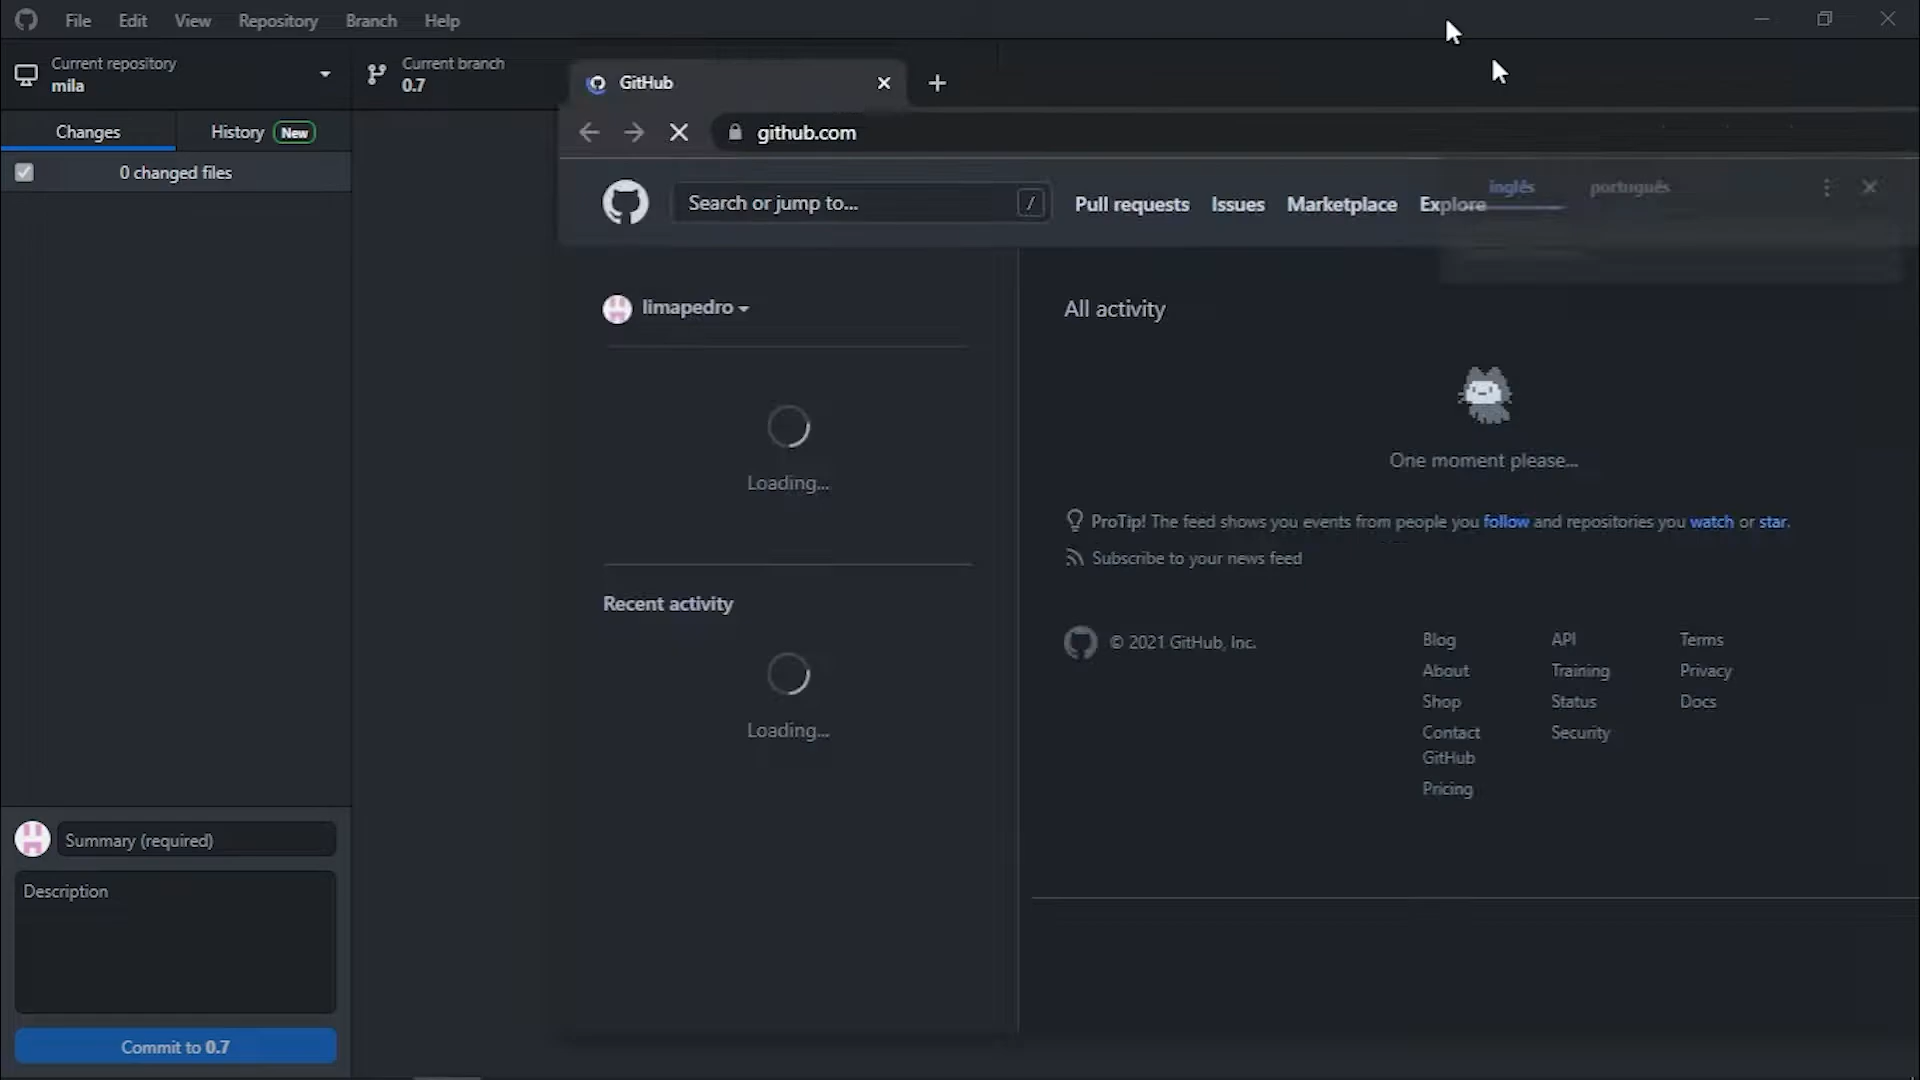 File Edit View Repository Branch Help
Current repository
mila
Current branch
0.7
Changes
History New
0 changed files
Summary (required)
Description
Commit to 0.7
GitHub
github.com
Search or jump to... /
Pull requests Issues Marketplace Explore
inglês português
limapedro
Loading...
Recent activity
Loading...
All activity
One moment please...
ProTip! The feed shows you events from people you follow and repositories you watch or star.
Subscribe to your news feed
© 2021 GitHub, Inc.
Blog
About
Shop
Contact
GitHub
Pricing
API
Training
Status
Security
Terms
Privacy
Docs